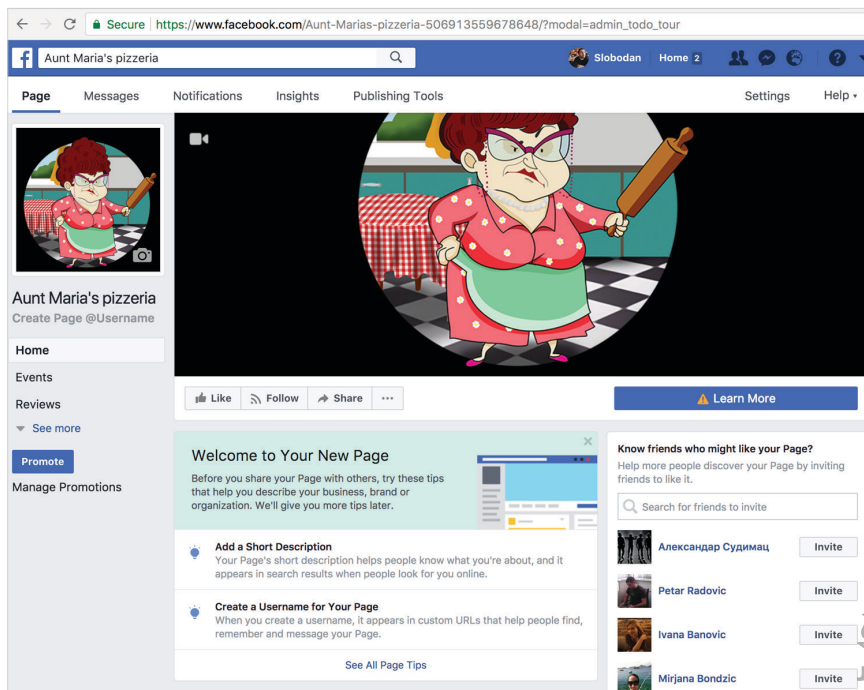 Secure https://www.facebook.com/Aunt-Marias-pizzeria-506913559678648/?modal=admin_todo_tour
f Aunt Maria's pizzeria Slobodan Home 2 ?
Page Messages Notifications Insights Publishing Tools Settings Help
Aunt Maria's pizzeria
Create Page @Username
Home
Events
Reviews
See more
Promote
Manage Promotions
Like Follow Share ... Learn More
Welcome to Your New Page
Before you share your Page with others, try these tips
that help you describe your business, brand or
organization. We'll give you more tips later.
Add a Short Description
Your Page's short description helps people know what you're about, and it
appears in search results when people look for you online.
Create a Username for Your Page
When you create a username, it appears in custom URLs that help people find,
remember and message your Page.
See All Page Tips
Know friends who might like your Page?
Help more people discover your Page by inviting
friends to like it.
Search for friends to invite
Александар Судимац Invite
Petar Radovic Invite
Ivana Banovic Invite
Mirjana Bondzic Invite